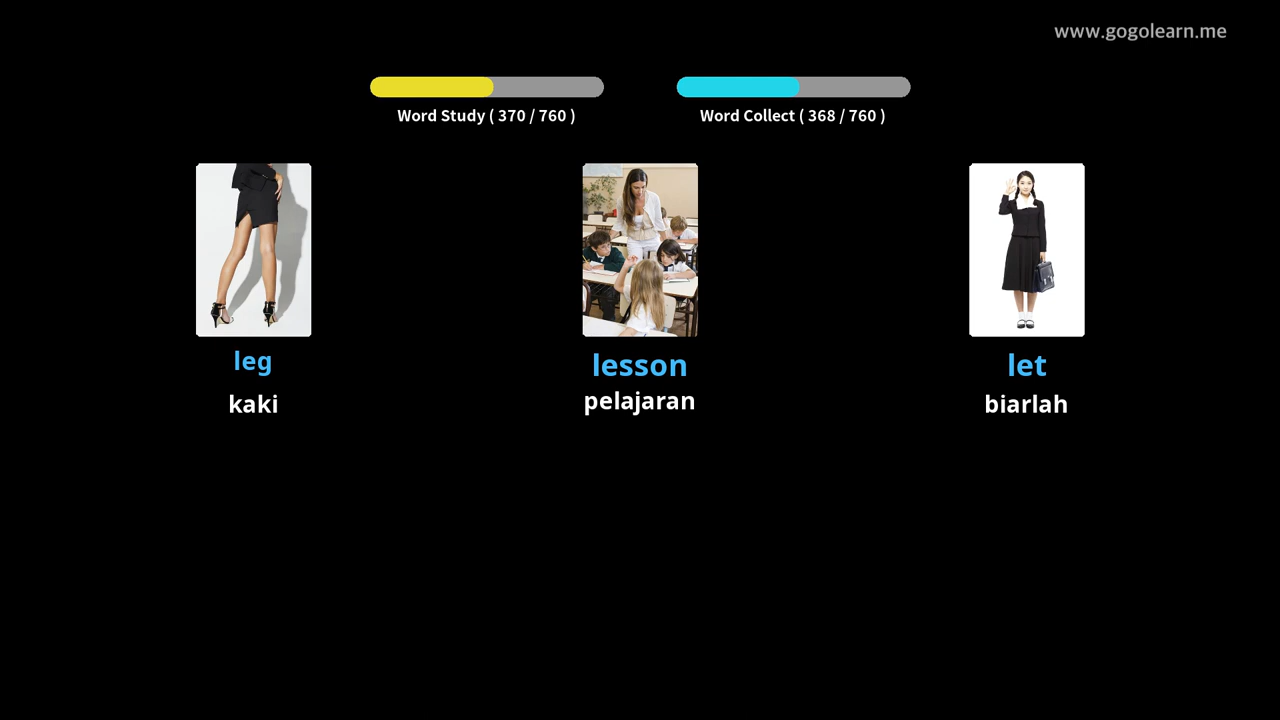 www.gogolearn.me
Word Study ( 370 / 760 )
Word Collect ( 368 / 760 )
leg
lesson
let
kaki
pelajaran
biarlah